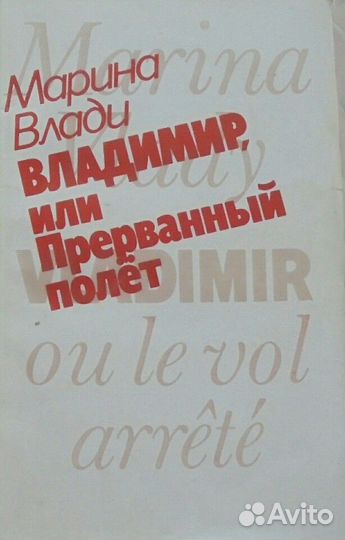 Marina
Vlady
VLADIMIR
ou le vol
arrêté
Марина
Влади
ВЛАДИМИР,
или
Прерванный
полёт
Avito